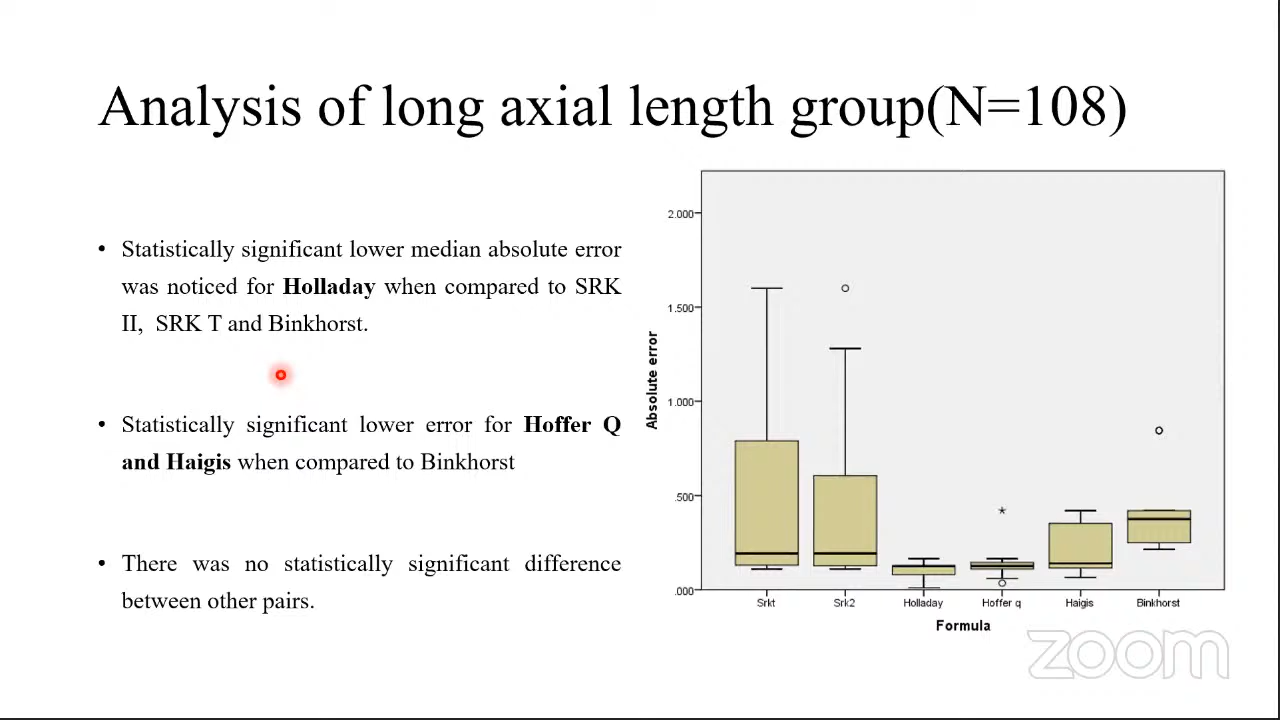 Analysis of long axial length group(N=108)
• Statistically significant lower median absolute error
was noticed for Holladay when compared to SRK
II, SRK T and Binkhorst.
• Statistically significant lower error for Hoffer Q
and Haigis when compared to Binkhorst
• There was no statistically significant difference
between other pairs.
2.000
1.500
1.000
.500
.000
Absolute error
Srkt Srk2 Holladay Hoffer q Haigis Binkhorst
Formula
zoom